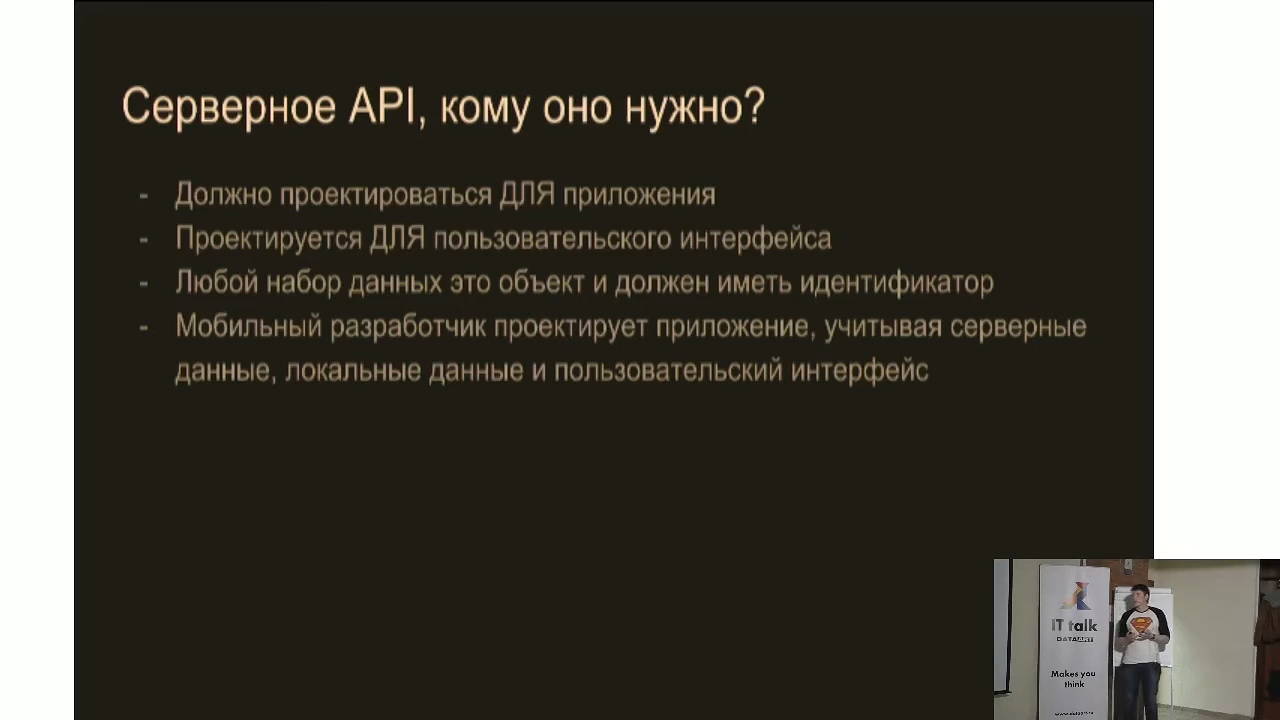 Серверное API, кому оно нужно?
- Должно проектироваться ДЛЯ приложения
- Проектируется ДЛЯ пользовательского интерфейса
- Любой набор данных это объект и должен иметь идентификатор
- Мобильный разработчик проектирует приложение, учитывая серверные
данные, локальные данные и пользовательский интерфейс
IT talk
DATAART
Makes you
think